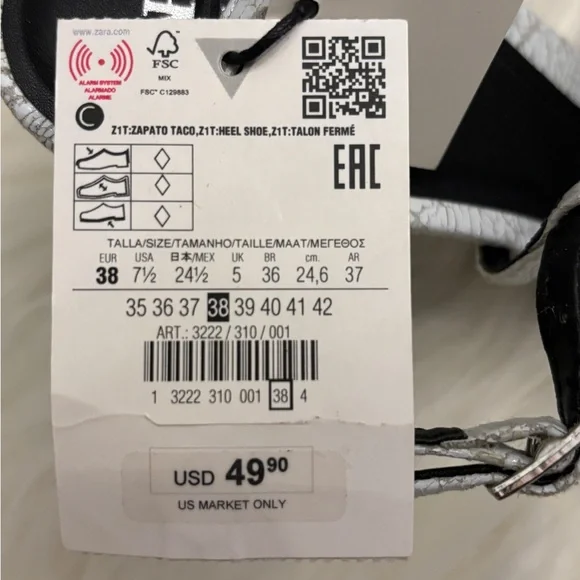 www.zara.com
H
ALARM SYSTEM
ALARMADO
ALARME.
FSC
MIX
FSC® C129883
C
Z1T:ZAPATO TACO,Z1T:HEEL SHOE,Z1T:TALON FERMÉ
EAC
TALLA/SIZE/TAMANHO/TAILLE/MAAT/ΜΕΓΕΘΟΣ
EUR USA 日本/MEX UK BR cm. AR
38 7½ 24½ 5 36 24,6 37
35 36 37 38 39 40 41 42
ART.: 3222 / 310 / 001
1 3222 310 001 38 4
USD 4990
US MARKET ONLY